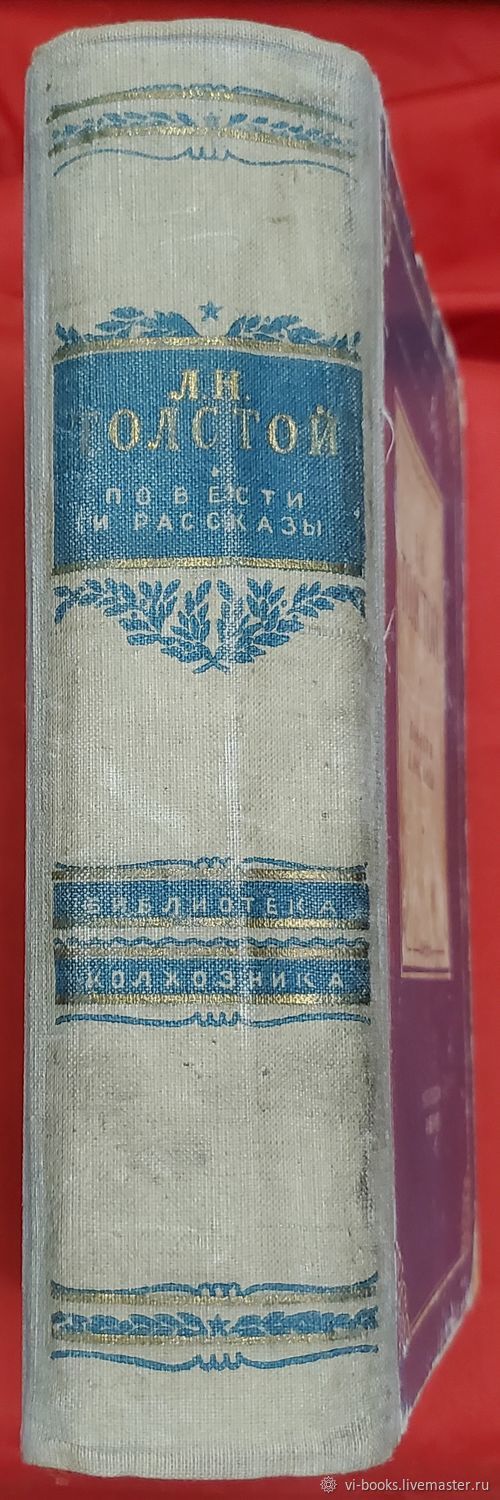 Л.Н.
ТОЛСТОЙ
ПОВЕСТИ
И РАССКАЗЫ
БИБЛИОТЕКА
КОЛХОЗНИКА
vi-books.livemaster.ru